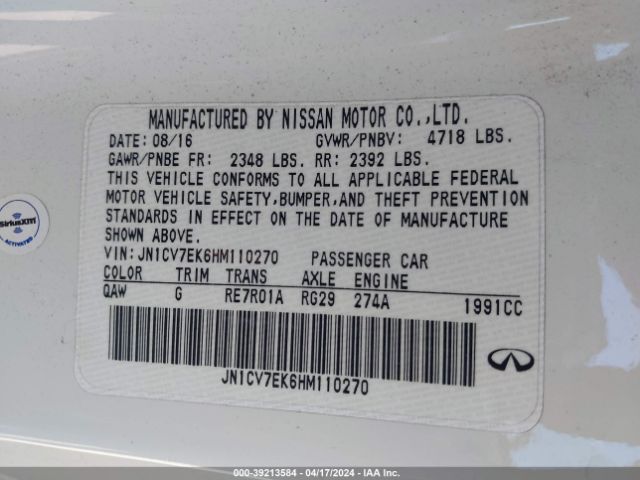 MANUFACTURED BY NISSAN MOTOR CO.,LTD.
DATE: 08/16 GVWR/PNBV: 4718 LBS.
GAWR/PNBE FR: 2348 LBS. RR: 2392 LBS.
THIS VEHICLE CONFORMS TO ALL APPLICABLE FEDERAL
MOTOR VEHICLE SAFETY,BUMPER,AND THEFT PREVENTION
STANDARDS IN EFFECT ON THE DATE OF MANUFACTURE
SHOWN ABOVE.
VIN: JN1CV7EK6HM110270 PASSENGER CAR
COLOR TRIM TRANS AXLE ENGINE
QAW G RE7R01A RG29 274A 1991CC
JN1CV7EK6HM110270
SiriusXM
ACTIVATED
000-39213584 - 04/17/2024 - IAA Inc.